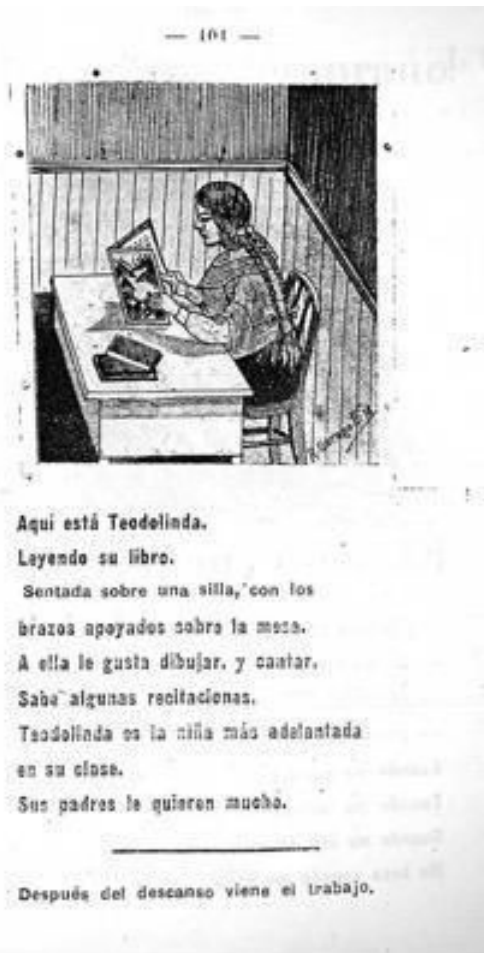 — 101 —
Aquí está Teodolinda.
Leyendo su libro.
Sentada sobre una silla, con los
brazos apoyados sobre la mesa.
A ella le gusta dibujar, y cantar.
Sabe algunas recitaciones.
Teodolinda es la niña más adelantada
en su clase.
Sus padres le quieren mucho.
Después del descanso viene el trabajo.